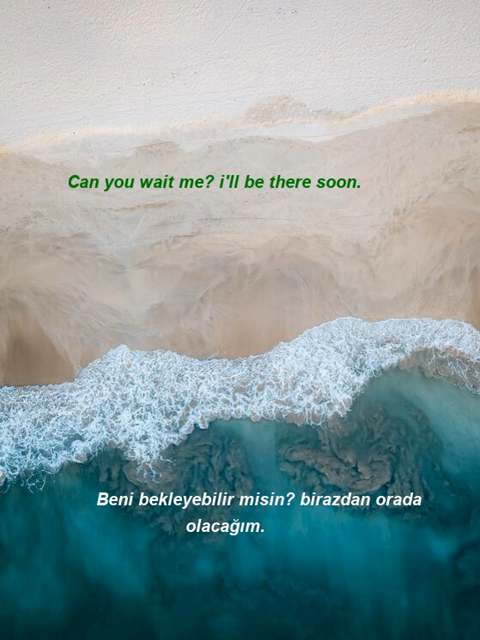 Can you wait me? i'll be there soon.
Beni bekleyebilir misin? birazdan orada
olacağım.